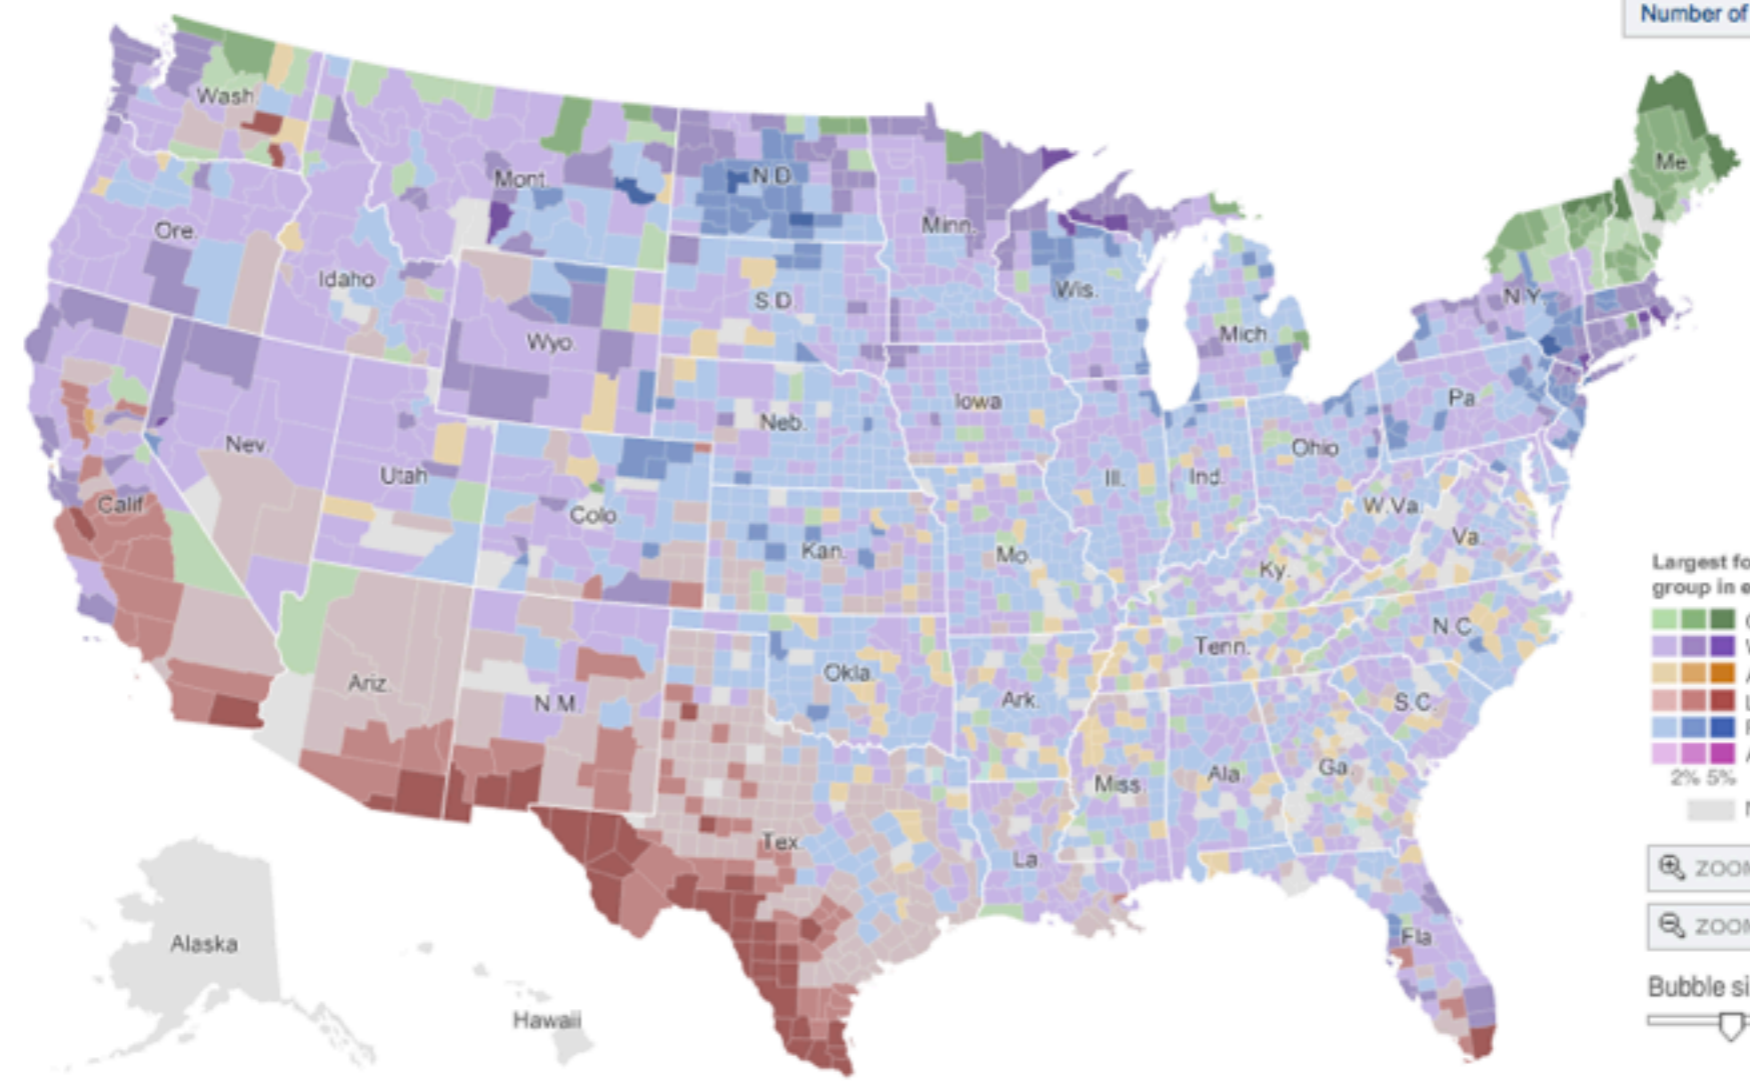 Number of
Wash.
Mont.
N.D.
Minn.
Me.
Ore.
Idaho
S.D.
Wis.
Mich
N.Y.
Wyo.
Iowa
Pa.
Neb.
Nev.
Utah
Ill.
Ind.
Ohio
Calif
Colo.
Kan.
Mo.
W.Va.
Va.
Ky.
Largest fo
group in e
Ariz.
N.M.
Okla.
Ark.
Tenn.
N.C.
S.C.
Miss.
Ala.
Ga.
2% 5%
Tex.
La.
ZOO
ZOO
Fla
Alaska
Hawaii
Bubble si